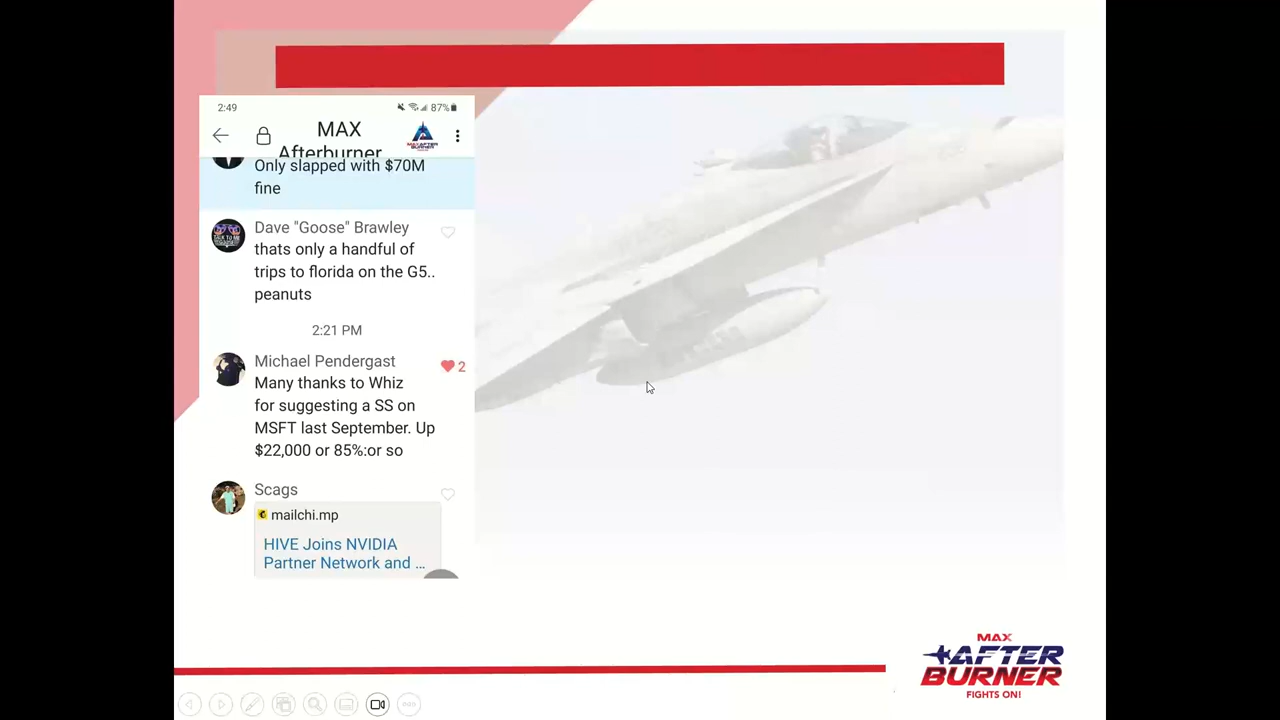 2:49
87%
MAX
Afterburner
Only slapped with $70M
fine
Dave "Goose" Brawley
thats only a handful of
trips to florida on the G5..
peanuts
2:21 PM
Michael Pendergast
2
Many thanks to Whiz
for suggesting a SS on
MSFT last September. Up
$22,000 or 85%:or so
Scags
mailchi.mp
HIVE Joins NVIDIA
Partner Network and ...
MAX
AFTER
BURNER
FIGHTS ON!